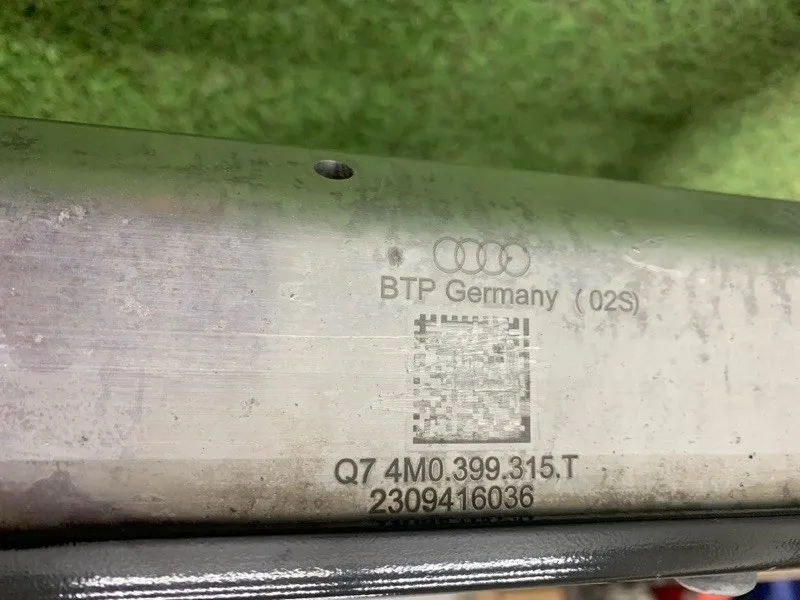 BTP Germany (02S)
Q7 4M0.399.315.T
2309416036